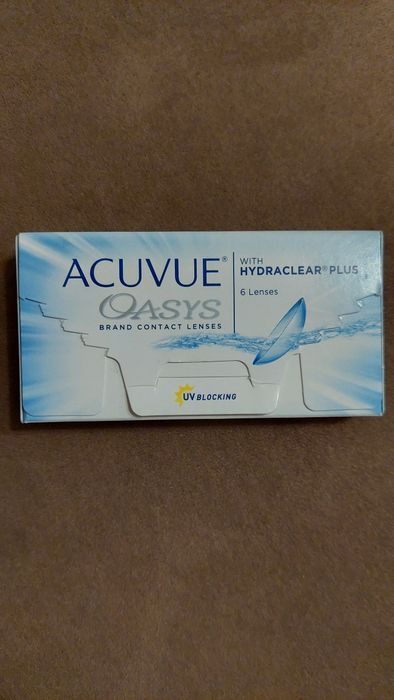 ACUVUE®
OASYS
BRAND CONTACT LENSES
WITH
HYDRACLEAR® PLUS
6 Lenses
UV BLOCKING